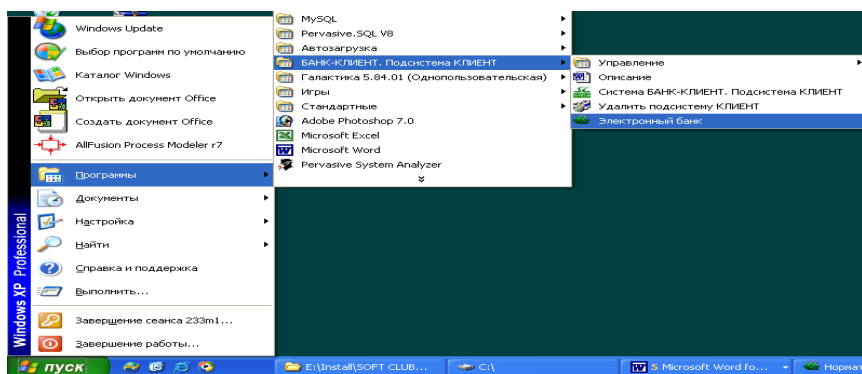 Windows Update
Выбор программ по умолчанию
Каталог Windows
Открыть документ Office
Создать документ Office
AllFusion Process Modeler r7
Программы
Документы
Настройка
Найти
Справка и поддержка
Выполнить...
Завершение сеанса 233m1...
Завершение работы...
Windows XP Professional
MySQL
Pervasive.SQL V8
Автозагрузка
БАНК-КЛИЕНТ. Подсистема КЛИЕНТ
Галактика 5.84.01 (Однопользовательская)
Игры
Стандартные
Adobe Photoshop 7.0
Microsoft Excel
Microsoft Word
Pervasive System Analyzer
Управление
Описание
Система БАНК-КЛИЕНТ. Подсистема КЛИЕНТ
Удалить подсистему КЛИЕНТ
Электронный банк
пуск
E:\Install\SOFT CLUB...
C:\
5 Microsoft Word fo...
Нормат